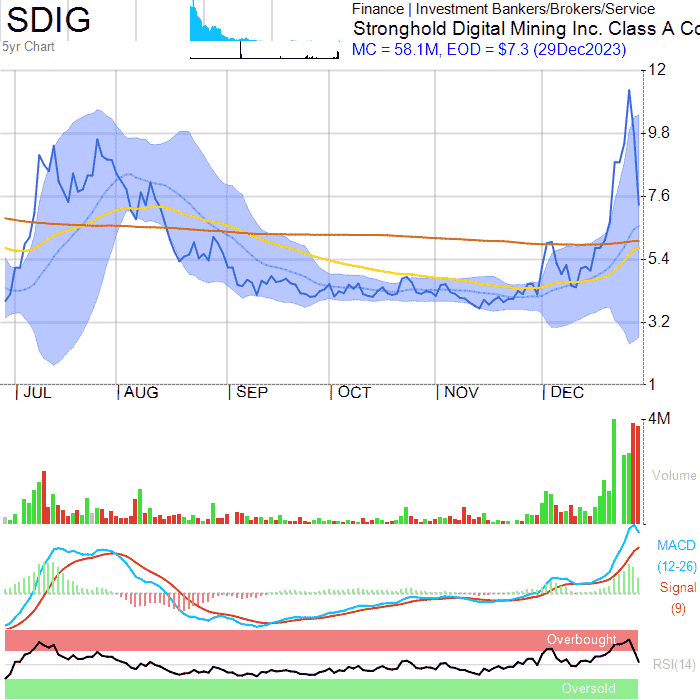 SDIG
5yr Chart
Finance | Investment Bankers/Brokers/Service
Stronghold Digital Mining Inc. Class A Co
MC = 58.1M, EOD = $7.3 (29Dec2023)
12
9.8
7.6
5.4
3.2
1
JUL AUG SEP OCT NOV DEC
4M
Volume
MACD
(12-26)
Signal
(9)
Overbought
RSI(14)
Oversold